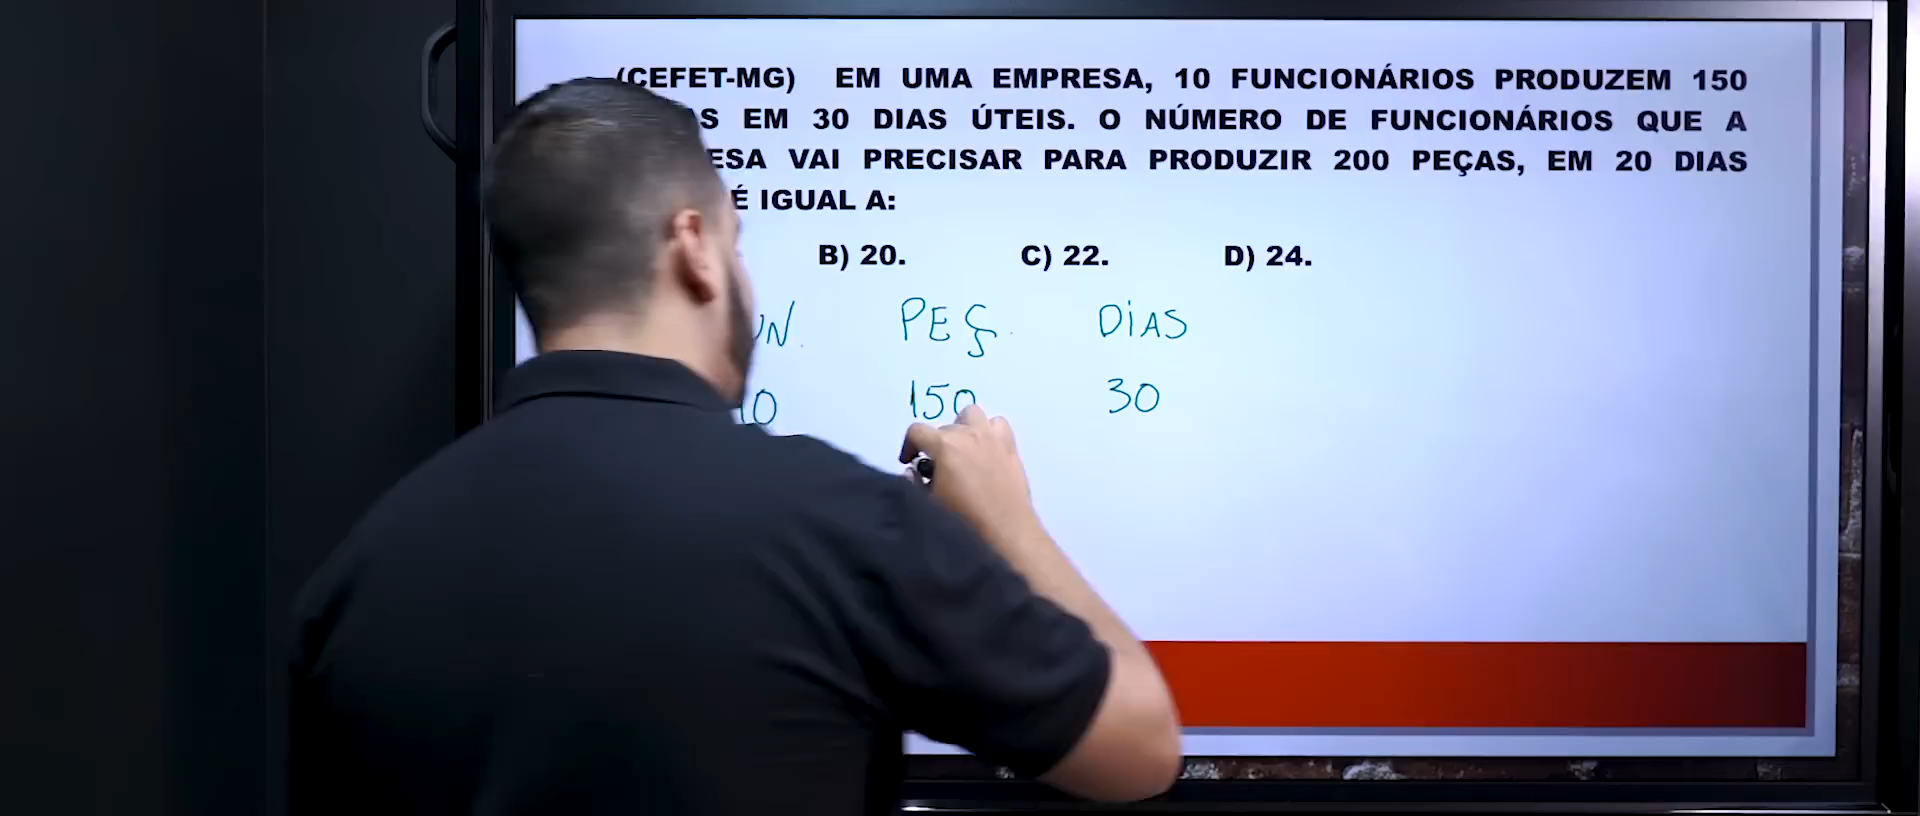 (CEFET-MG) EM UMA EMPRESA, 10 FUNCIONÁRIOS PRODUZEM 150
EM 30 DIAS ÚTEIS. O NÚMERO DE FUNCIONÁRIOS QUE A
VAI PRECISAR PARA PRODUZIR 200 PEÇAS, EM 20 DIAS
É IGUAL A:
B) 20. C) 22. D) 24.
PEÇ. DIAS
10 150 30